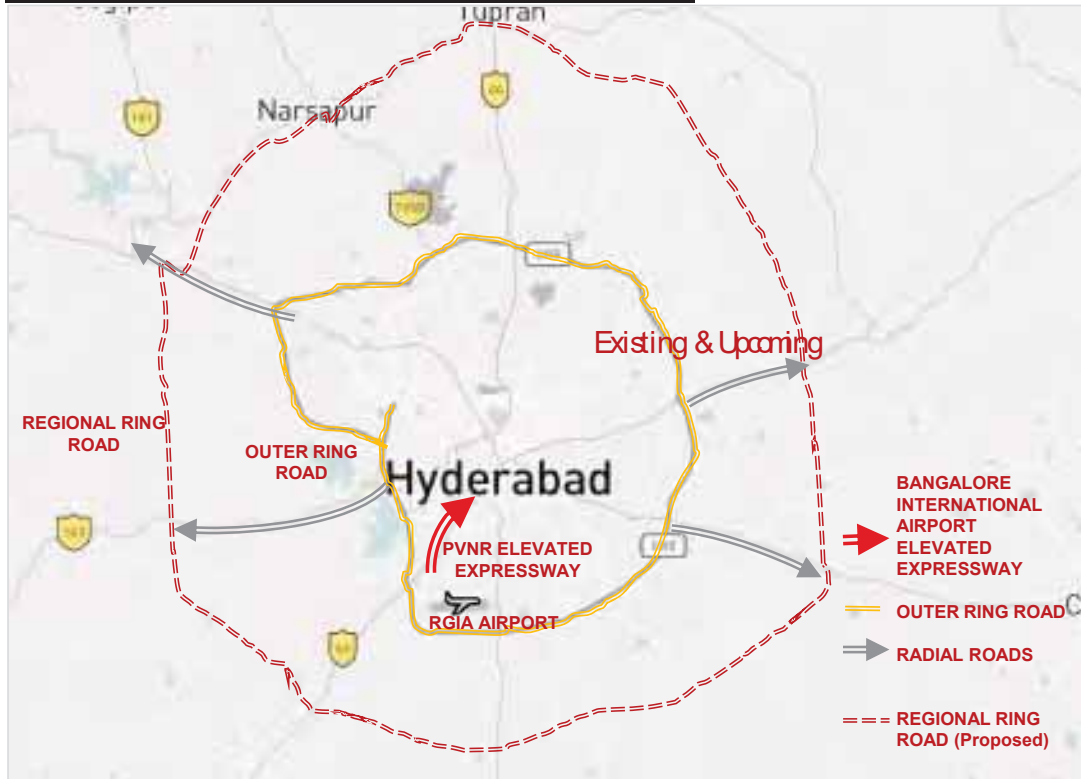 Tupran
Narsapur
161
Existing & Upcoming
REGIONAL RING
ROAD
OUTER RING
ROAD
Hyderabad
PVNR ELEVATED
EXPRESSWAY
RGIA AIRPORT
BANGALORE
INTERNATIONAL
AIRPORT
ELEVATED
EXPRESSWAY
OUTER RING ROAD
RADIAL ROADS
REGIONAL RING
ROAD (Proposed)